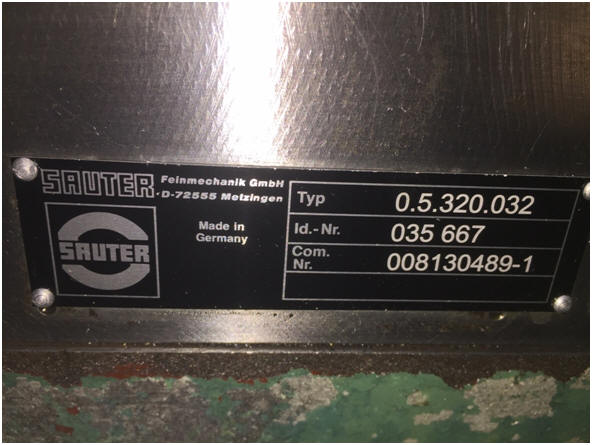 SAUTER Feinmechanik GmbH
D-72555 Metzingen
SAUTER
Made in
Germany
Typ 0.5.320.032
Id.-Nr. 035 667
Com.
Nr. 008130489-1